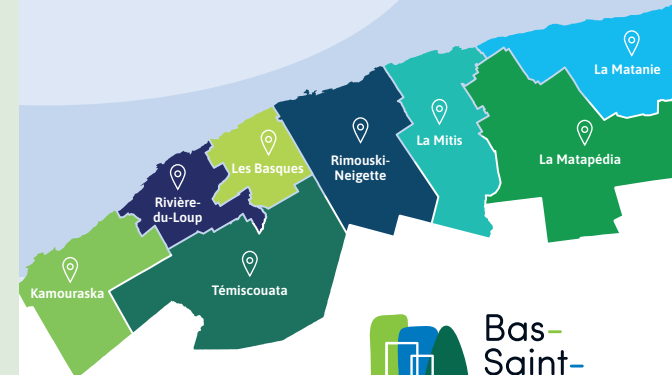 La Matanie
La Matapédia
La Mitis
Rimouski-
Neigette
Les Basques
Rivière-
du-Loup
Témiscouata
Kamouraska
Bas-
Saint-